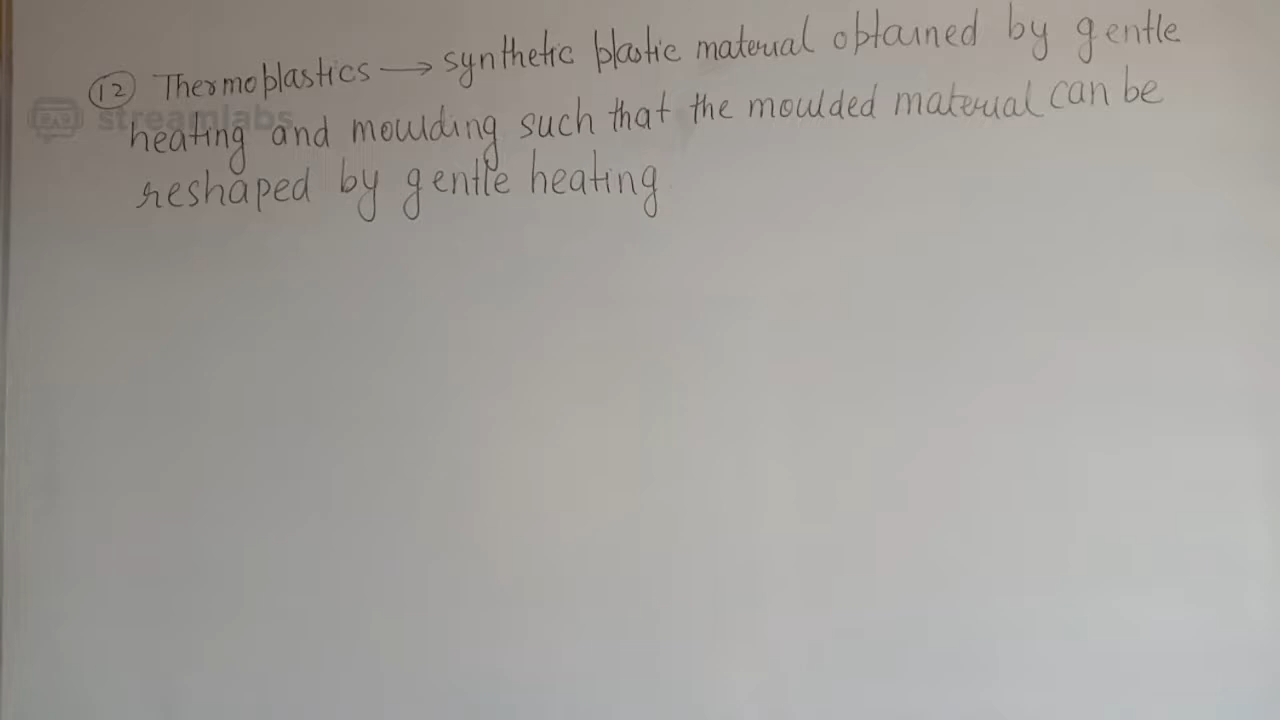 12 Thermoplastics → synthetic plastic material obtained by gentle
streamlabs
heating and moulding such that the moulded material can be
reshaped by gentle heating